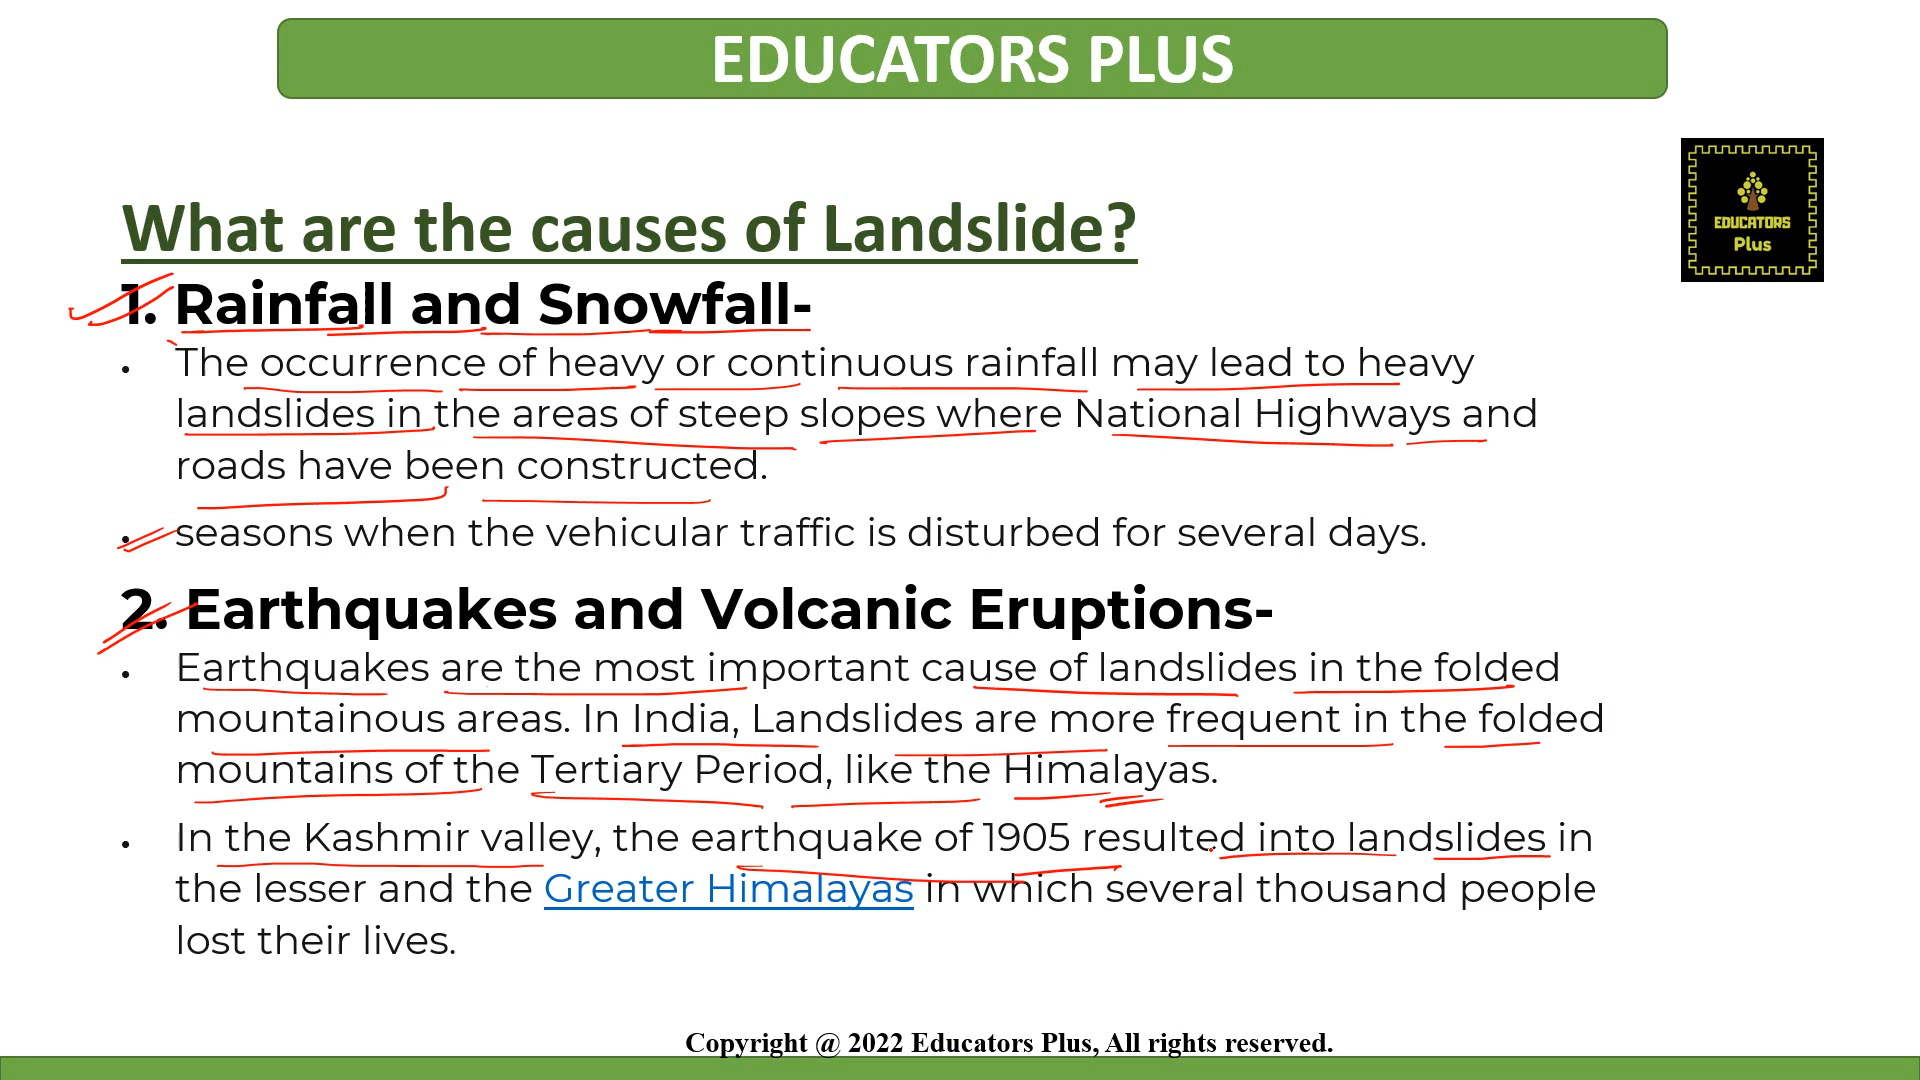 EDUCATORS PLUS
EDUCATORS
Plus
What are the causes of Landslide?
1. Rainfall and Snowfall-
• The occurrence of heavy or continuous rainfall may lead to heavy
landslides in the areas of steep slopes where National Highways and
roads have been constructed.
• seasons when the vehicular traffic is disturbed for several days.
2. Earthquakes and Volcanic Eruptions-
• Earthquakes are the most important cause of landslides in the folded
mountainous areas. In India, Landslides are more frequent in the folded
mountains of the Tertiary Period, like the Himalayas.
• In the Kashmir valley, the earthquake of 1905 resulted into landslides in
the lesser and the Greater Himalayas in which several thousand people
lost their lives.
Copyright @ 2022 Educators Plus, All rights reserved.